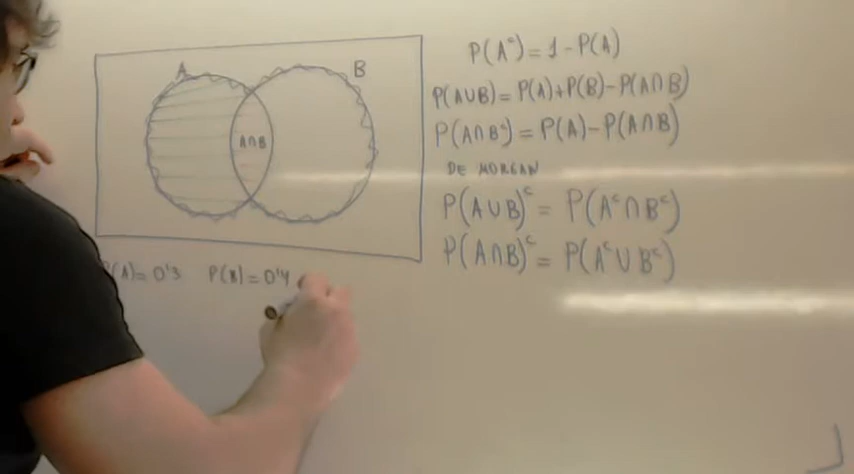 A B
A∩B
P(Aᶜ) = 1 - P(A)
P(A∪B) = P(A) + P(B) - P(A∩B)
P(A∩Bᶜ) = P(A) - P(A∩B)
DE MORGAN
P(A∪B)ᶜ = P(Aᶜ∩Bᶜ)
P(A∩B)ᶜ = P(Aᶜ∪Bᶜ)
P(A) = 0'3 P(B) = 0'4